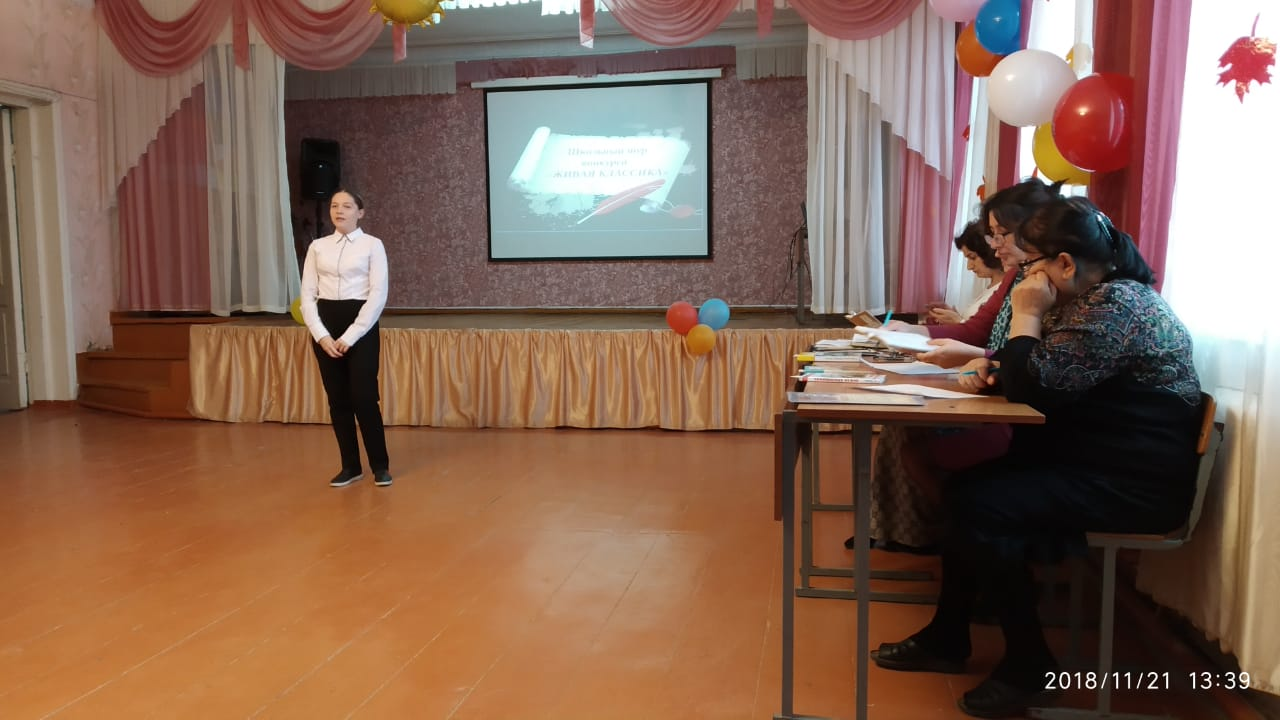 Школьный тур
конкурса
«ЖИВАЯ КЛАССИКА»
2018/11/21 13:39